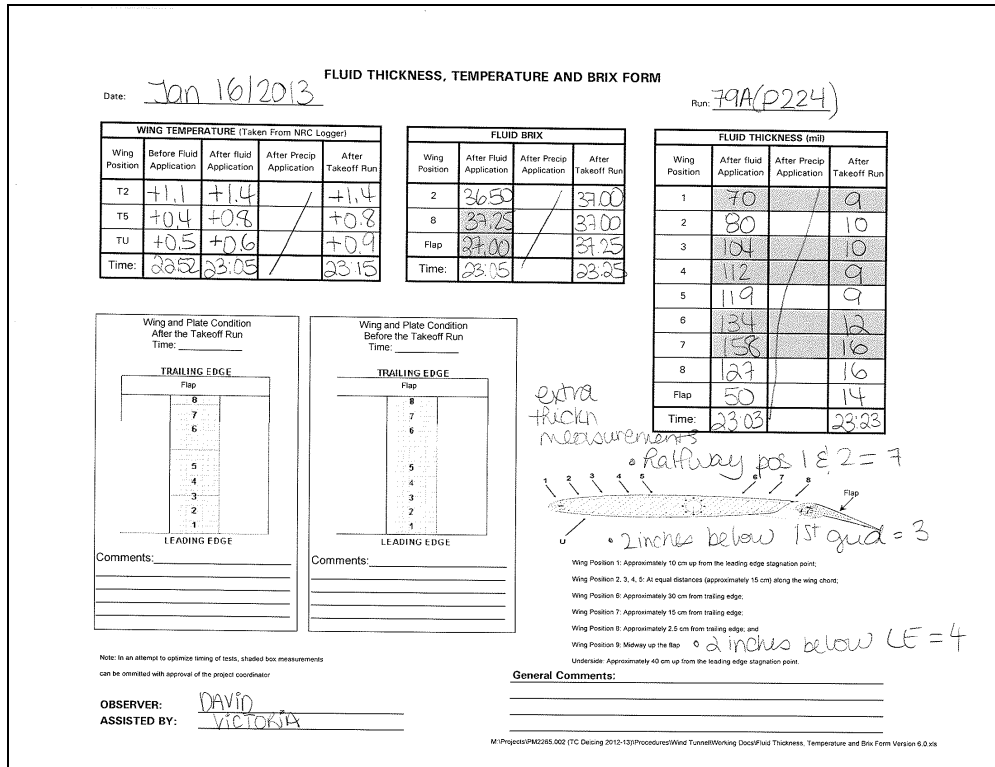 FLUID THICKNESS, TEMPERATURE AND BRIX FORM
Date: Jan 16/2013
Run: 79A (P224)
WING TEMPERATURE (Taken From NRC Logger)
Wing Position | Before Fluid Application | After fluid Application | After Precip Application | After Takeoff Run
T2 | +1.1 | +1.4 | / | +1.4
T5 | +0.4 | +0.8 | / | +0.8
TU | +0.5 | +0.6 | / | +0.9
Time: | 22:52 | 23:05 | / | 23:15
FLUID BRIX
Wing Position | After Fluid Application | After Precip Application | After Takeoff Run
2 | 36.50 | / | 37.00
8 | 37.25 | / | 37.00
Flap | 27.00 | / | 37.25
Time: | 23:05 | / | 23:25
FLUID THICKNESS (mil)
Wing Position | After fluid Application | After Precip Application | After Takeoff Run
1 | 70 | / | 9
2 | 80 | / | 10
3 | 104 | / | 10
4 | 112 | / | 9
5 | 119 | / | 9
6 | 134 | / | 12
7 | 158 | / | 16
8 | 127 | / | 16
Flap | 50 | / | 14
Time: | 23:03 | / | 23:23
Wing and Plate Condition
After the Takeoff Run
Time:
TRAILING EDGE
Flap
8
7
6
5
4
3
2
1
LEADING EDGE
Comments:
Wing and Plate Condition
Before the Takeoff Run
Time:
TRAILING EDGE
Flap
8
7
6
5
4
3
2
1
LEADING EDGE
Comments:
extra
thickn
measurements
• Halfway pos 1 & 2 = 7
1 2 3 4 5 6 7 8
Flap
U
• 2 inches below 1st grid = 3
Wing Position 1: Approximately 10 cm up from the leading edge stagnation point;
Wing Position 2, 3, 4, 5: At equal distances (approximately 15 cm) along the wing chord;
Wing Position 6: Approximately 30 cm from trailing edge;
Wing Position 7: Approximately 15 cm from trailing edge;
Wing Position 8: Approximately 2.5 cm from trailing edge; and
Wing Position 9: Midway up the flap
• 2 inches below LE = 4
Underside: Approximately 40 cm up from the leading edge stagnation point.
Note: In an attempt to optimize timing of tests, shaded box measurements
can be ommitted with approval of the project coordinator
General Comments:
OBSERVER: DAVID
ASSISTED BY: VICTORIA
M:\Projects\PM2265.002 (TC Deicing 2012-13)\Procedures\Wind Tunnel\Working Docs\Fluid Thickness, Temperature and Brix Form Version 6.0.xls